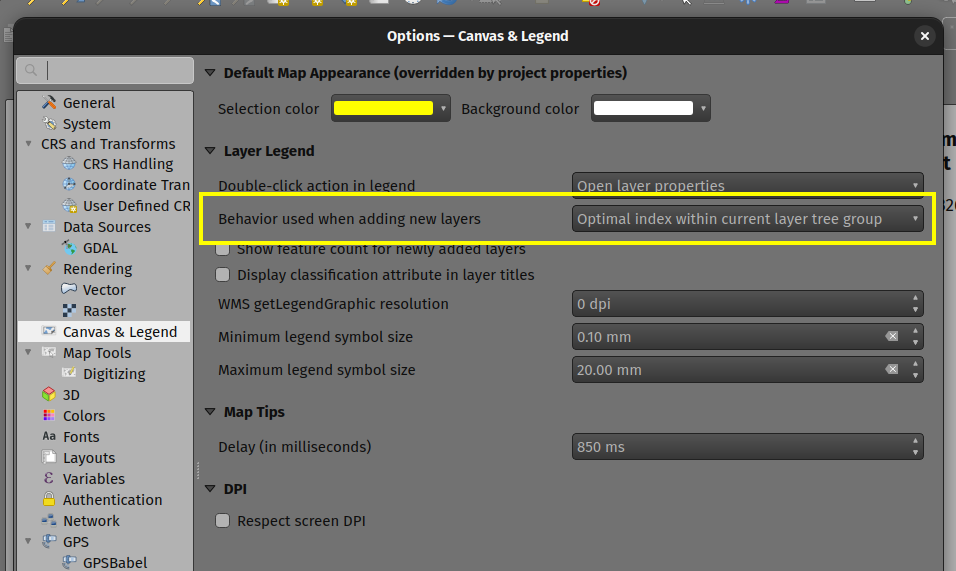 Options — Canvas & Legend
General
System
CRS and Transforms
CRS Handling
Coordinate Tran
User Defined CR
Data Sources
GDAL
Rendering
Vector
Raster
Canvas & Legend
Map Tools
Digitizing
3D
Colors
Aa Fonts
Layouts
ε Variables
Authentication
Network
GPS
GPSBabel
Default Map Appearance (overridden by project properties)
Selection color
Background color
Layer Legend
Double-click action in legend Open layer properties
Behavior used when adding new layers Optimal index within current layer tree group
Show feature count for newly added layers
Display classification attribute in layer titles
WMS getLegendGraphic resolution 0 dpi
Minimum legend symbol size 0.10 mm
Maximum legend symbol size 20.00 mm
Map Tips
Delay (in milliseconds) 850 ms
DPI
Respect screen DPI